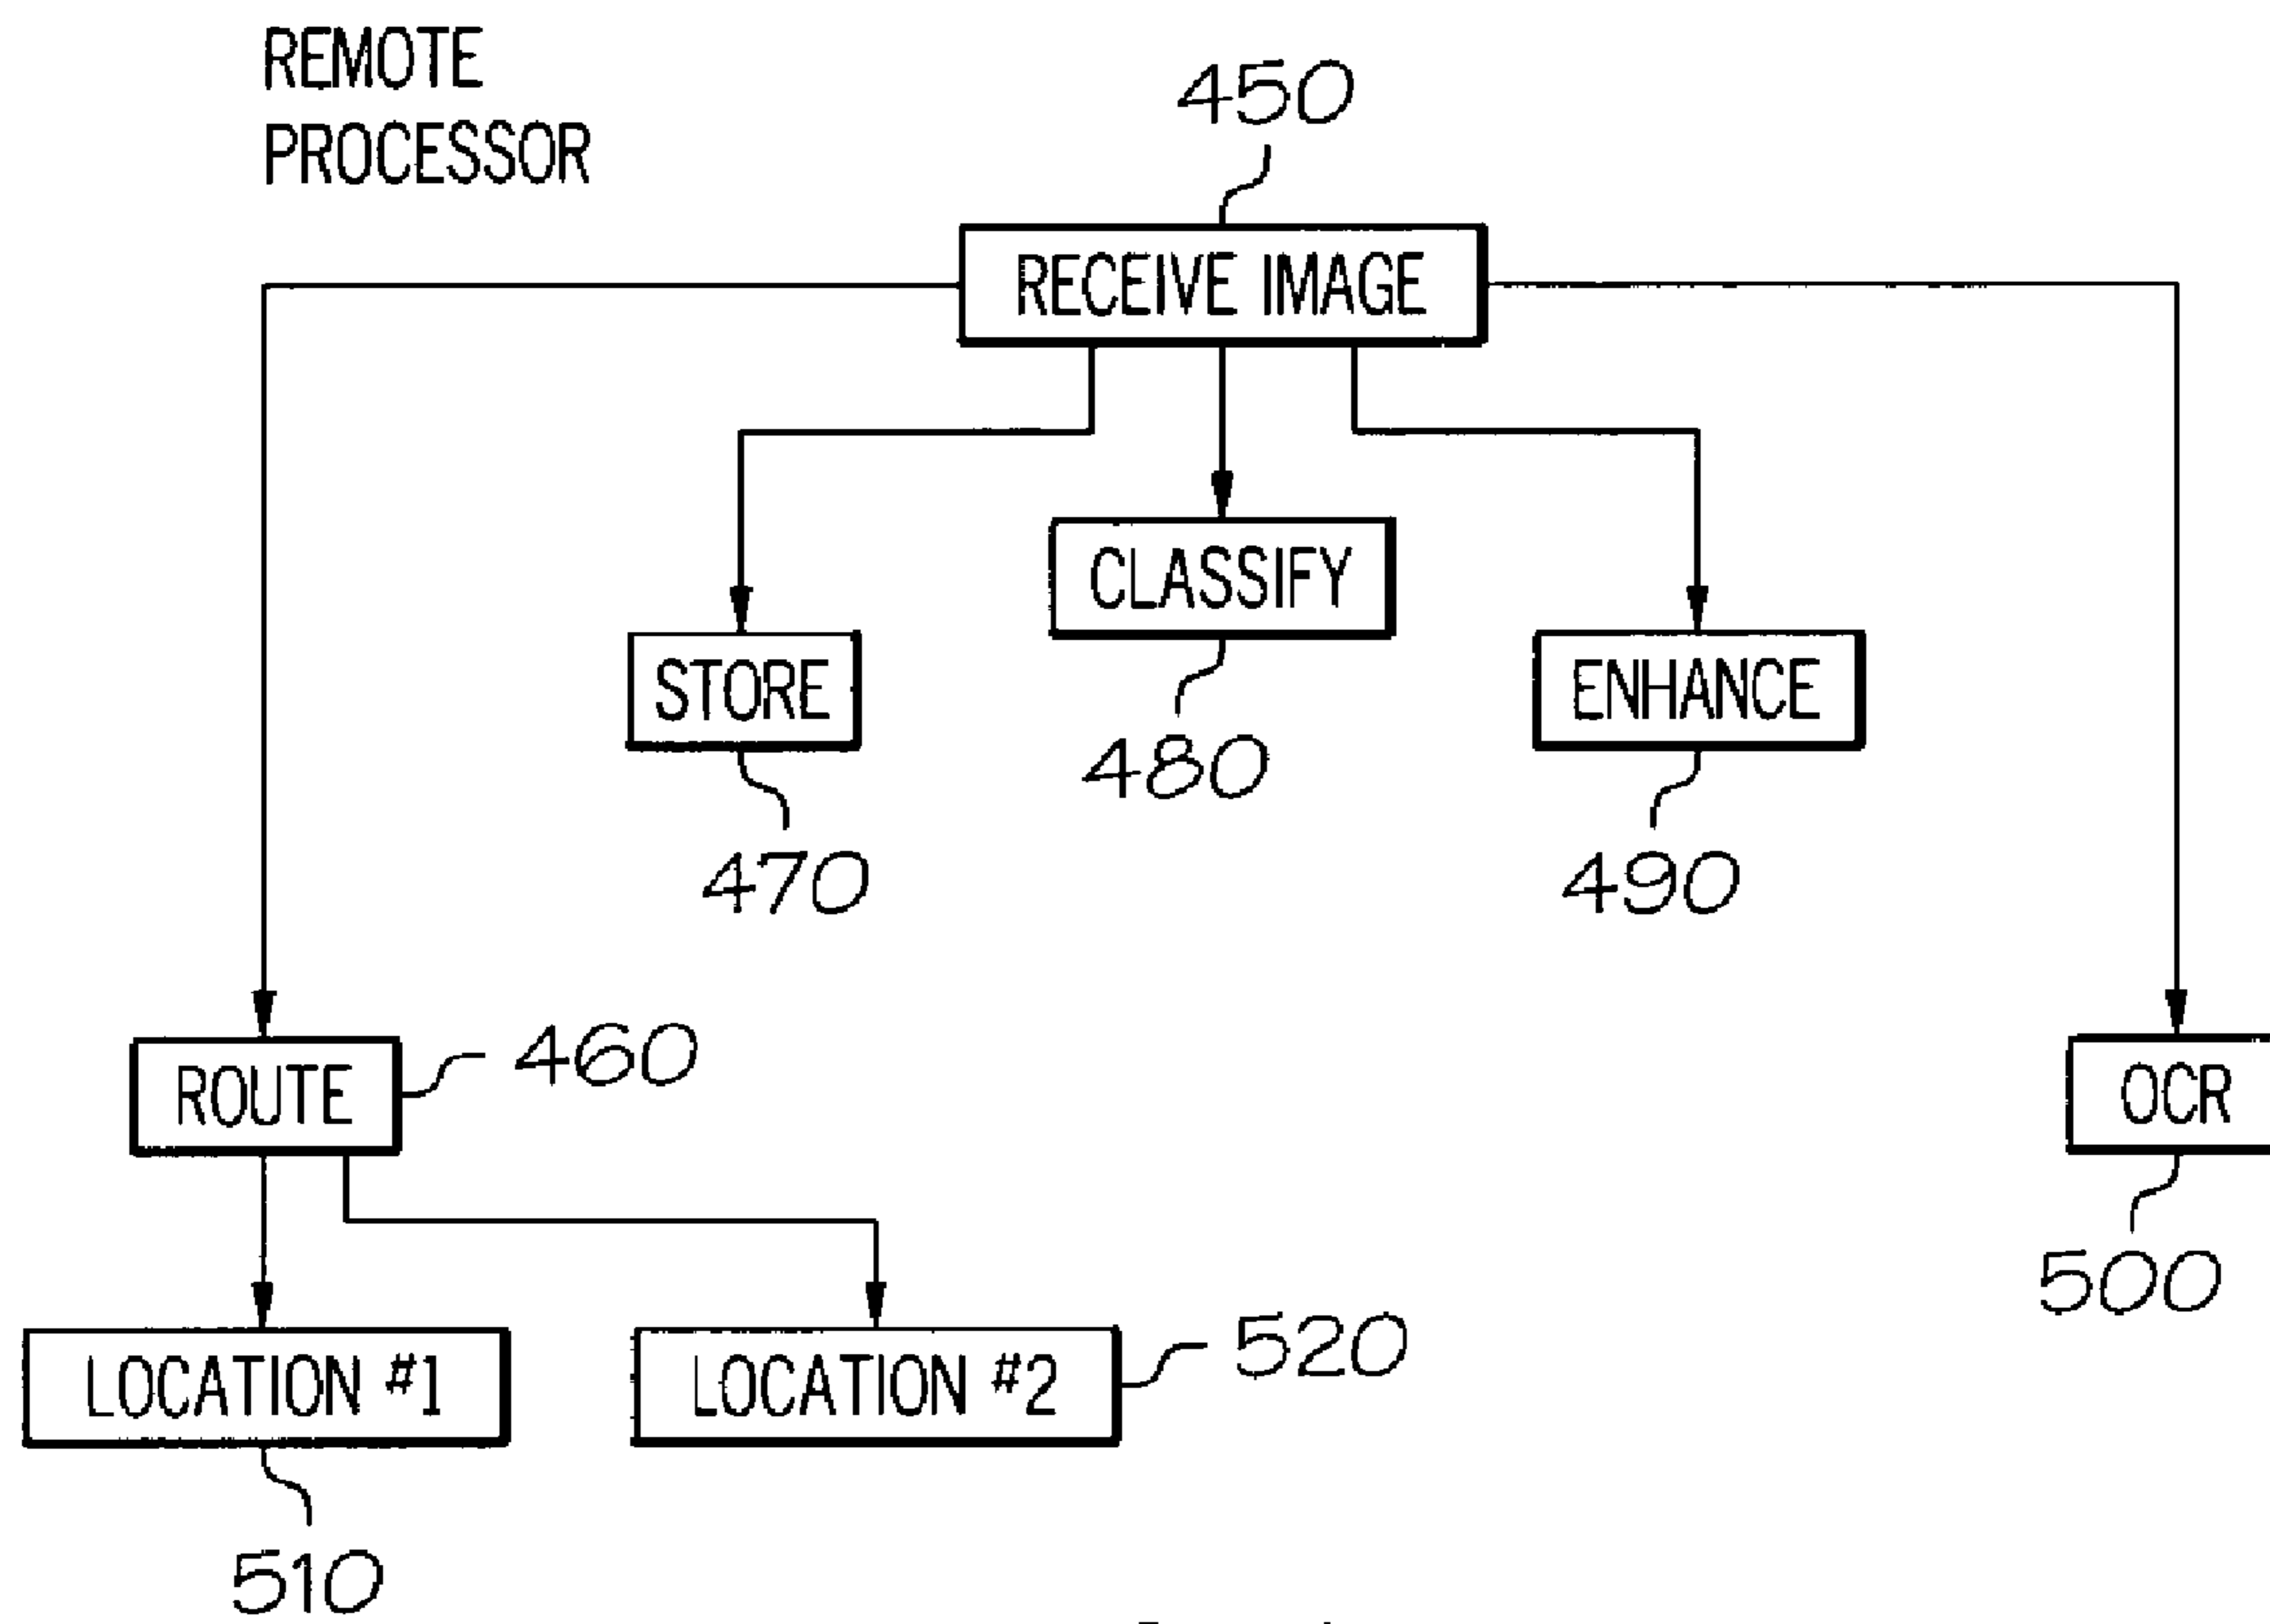 REMOTE
PROCESSOR
450
RECEIVE IMAGE
CLASSIFY
STORE
ENHANCE
480
470
490
ROUTE
460
OCR
500
LOCATION #1
LOCATION #2
520
510